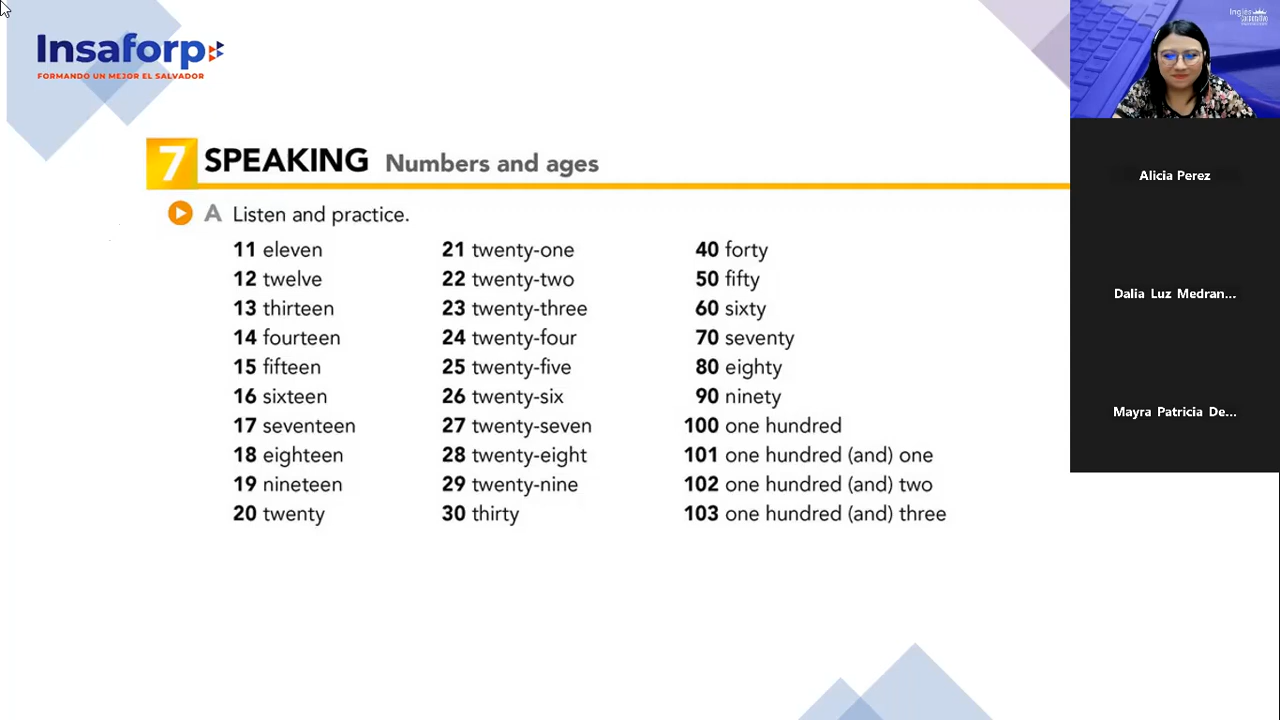 Insaforp
FORMANDO UN MEJOR EL SALVADOR
7 SPEAKING Numbers and ages
A Listen and practice.
11 eleven
12 twelve
13 thirteen
14 fourteen
15 fifteen
16 sixteen
17 seventeen
18 eighteen
19 nineteen
20 twenty
21 twenty-one
22 twenty-two
23 twenty-three
24 twenty-four
25 twenty-five
26 twenty-six
27 twenty-seven
28 twenty-eight
29 twenty-nine
30 thirty
40 forty
50 fifty
60 sixty
70 seventy
80 eighty
90 ninety
100 one hundred
101 one hundred (and) one
102 one hundred (and) two
103 one hundred (and) three
Inglés
Alicia Perez
Dalia Luz Medran...
Mayra Patricia De...